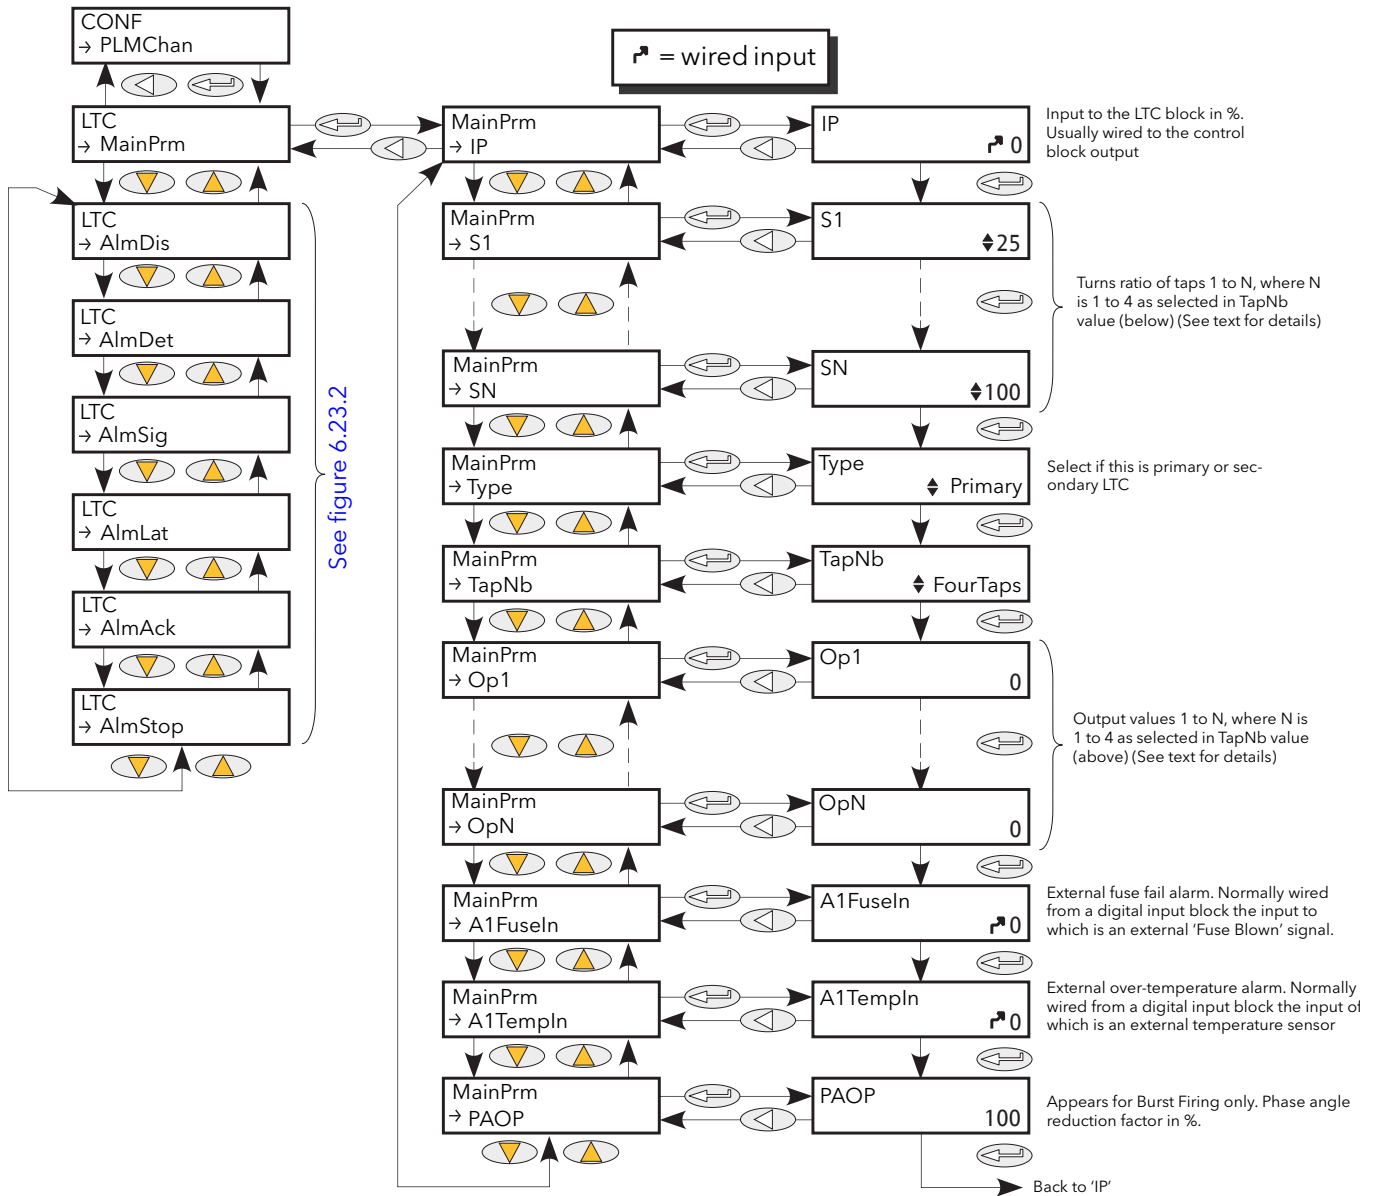 CONF
→ PLMChan
= wired input
LTC
→ MainPrm
LTC
→ AlmDis
LTC
→ AlmDet
LTC
→ AlmSig
LTC
→ AlmLat
LTC
→ AlmAck
LTC
→ AlmStop
See figure 6.23.2
MainPrm
→ IP
IP
0
Input to the LTC block in %.
Usually wired to the control
block output
MainPrm
→ S1
S1
25
Turns ratio of taps 1 to N, where N
is 1 to 4 as selected in TapNb
value (below) (See text for details)
MainPrm
→ SN
SN
100
MainPrm
→ Type
Type
Primary
Select if this is primary or sec-
ondary LTC
MainPrm
→ TapNb
TapNb
FourTaps
MainPrm
→ Op1
Op1
0
Output values 1 to N, where N is
1 to 4 as selected in TapNb value
(above) (See text for details)
MainPrm
→ OpN
OpN
0
MainPrm
→ A1FuseIn
A1FuseIn
0
External fuse fail alarm. Normally wired
from a digital input block the input to
which is an external 'Fuse Blown' signal.
MainPrm
→ A1TempIn
A1TempIn
0
External over-temperature alarm. Normally
wired from a digital input block the input of
which is an external temperature sensor
MainPrm
→ PAOP
PAOP
100
Appears for Burst Firing only. Phase angle
reduction factor in %.
Back to 'IP'